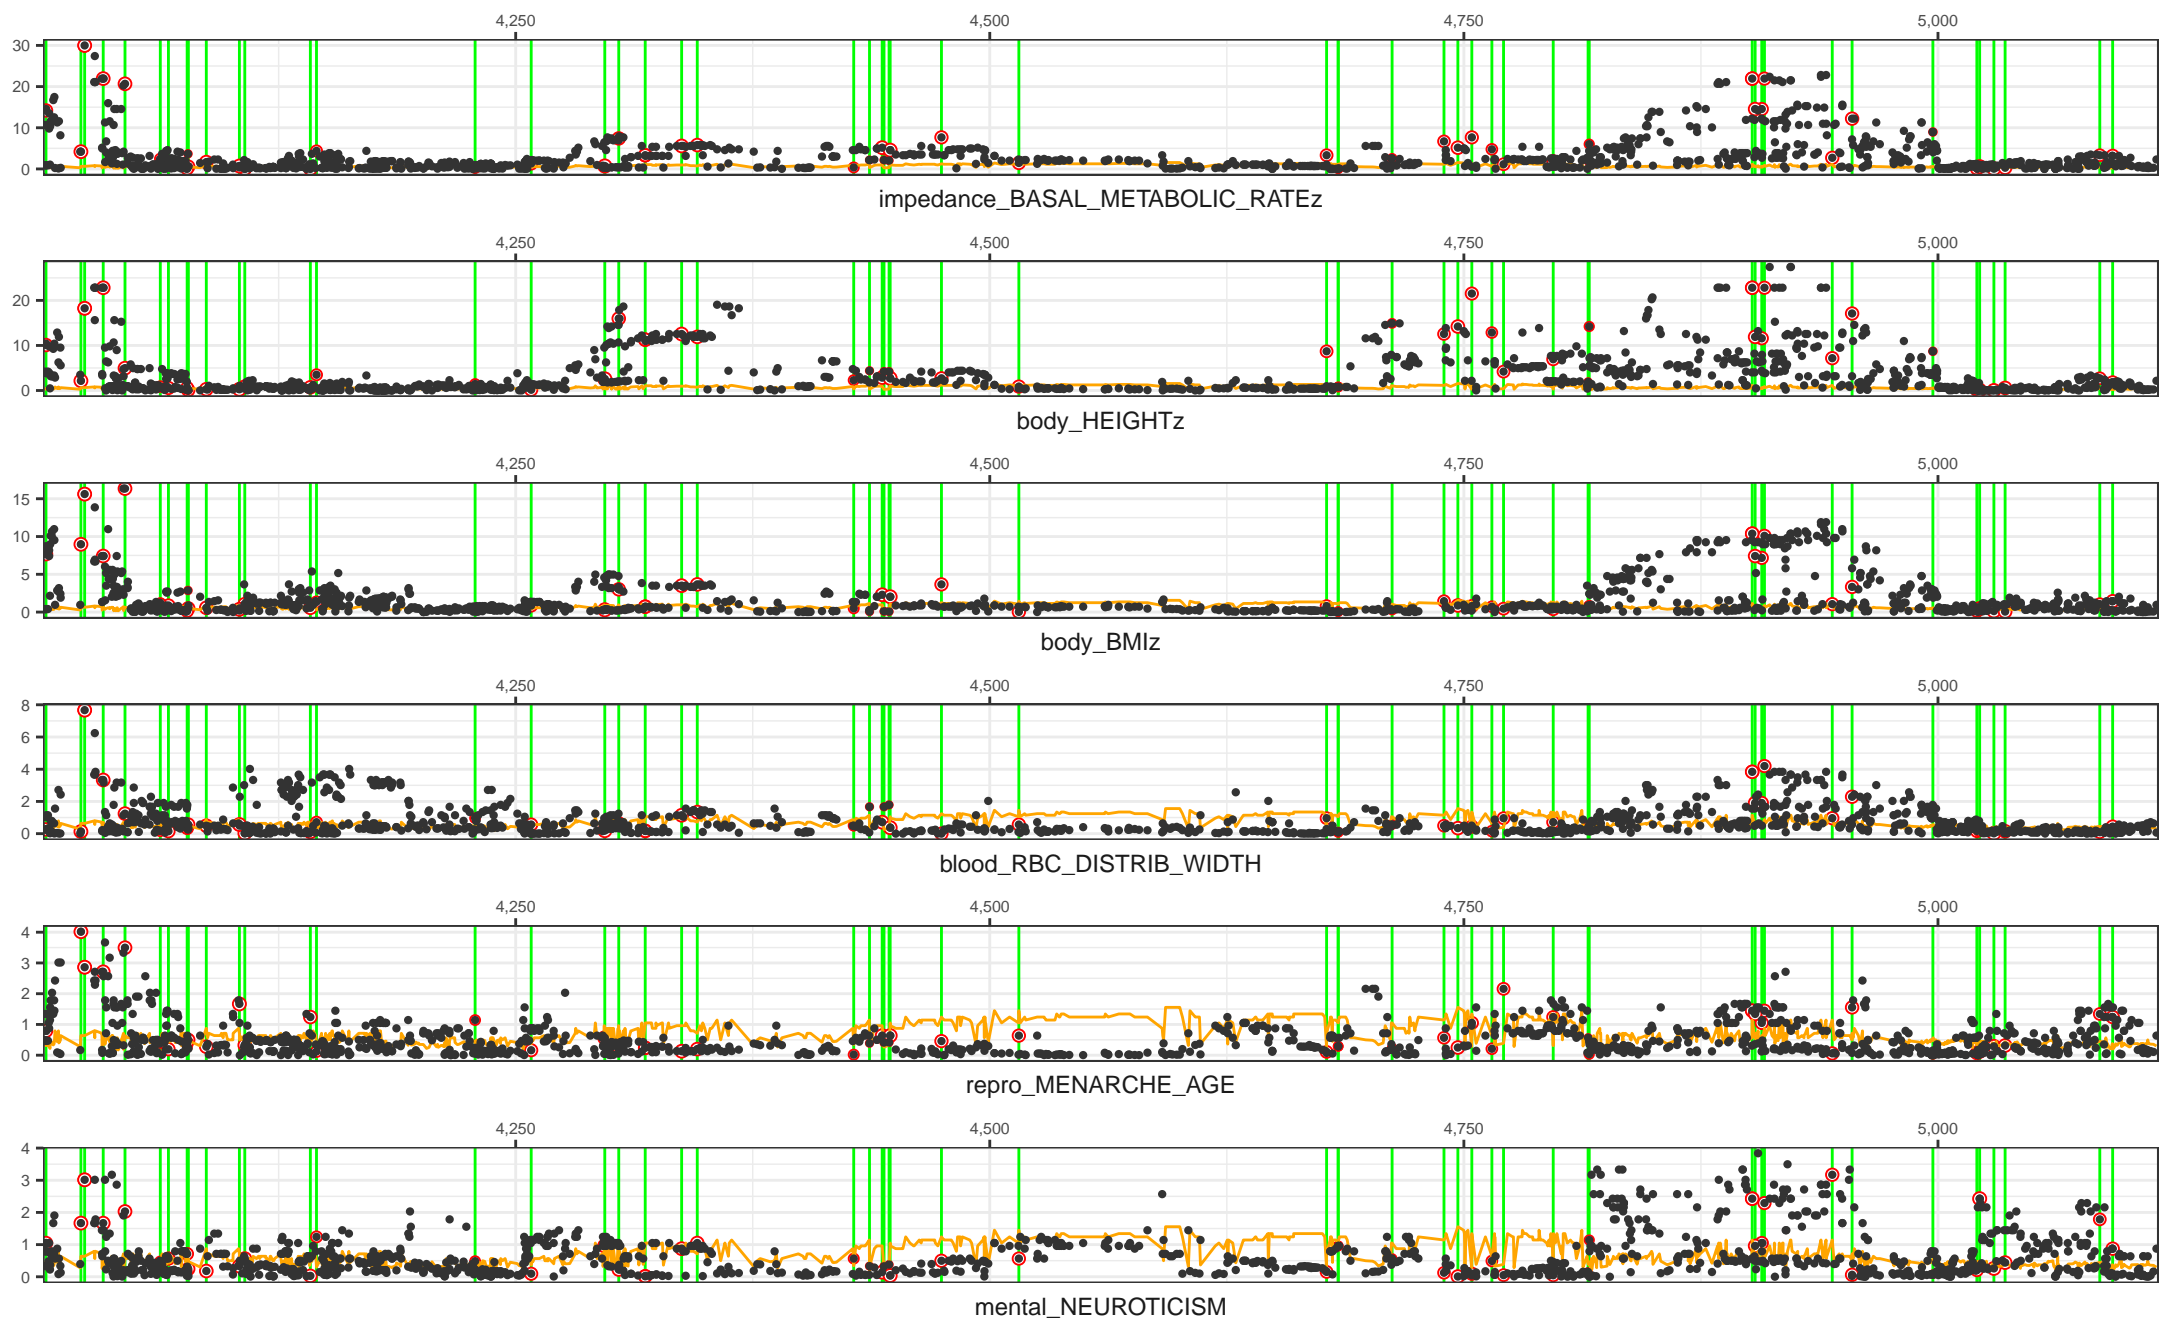 4,250 4,500 4,750 5,000
30
20
10
0
impedance_BASAL_METABOLIC_RATEz
4,250 4,500 4,750 5,000
20
10
0
body_HEIGHTz
4,250 4,500 4,750 5,000
15
10
5
0
body_BMIz
4,250 4,500 4,750 5,000
8
6
4
2
0
blood_RBC_DISTRIB_WIDTH
4,250 4,500 4,750 5,000
4
3
2
1
0
repro_MENARCHE_AGE
4,250 4,500 4,750 5,000
4
3
2
1
0
mental_NEUROTICISM